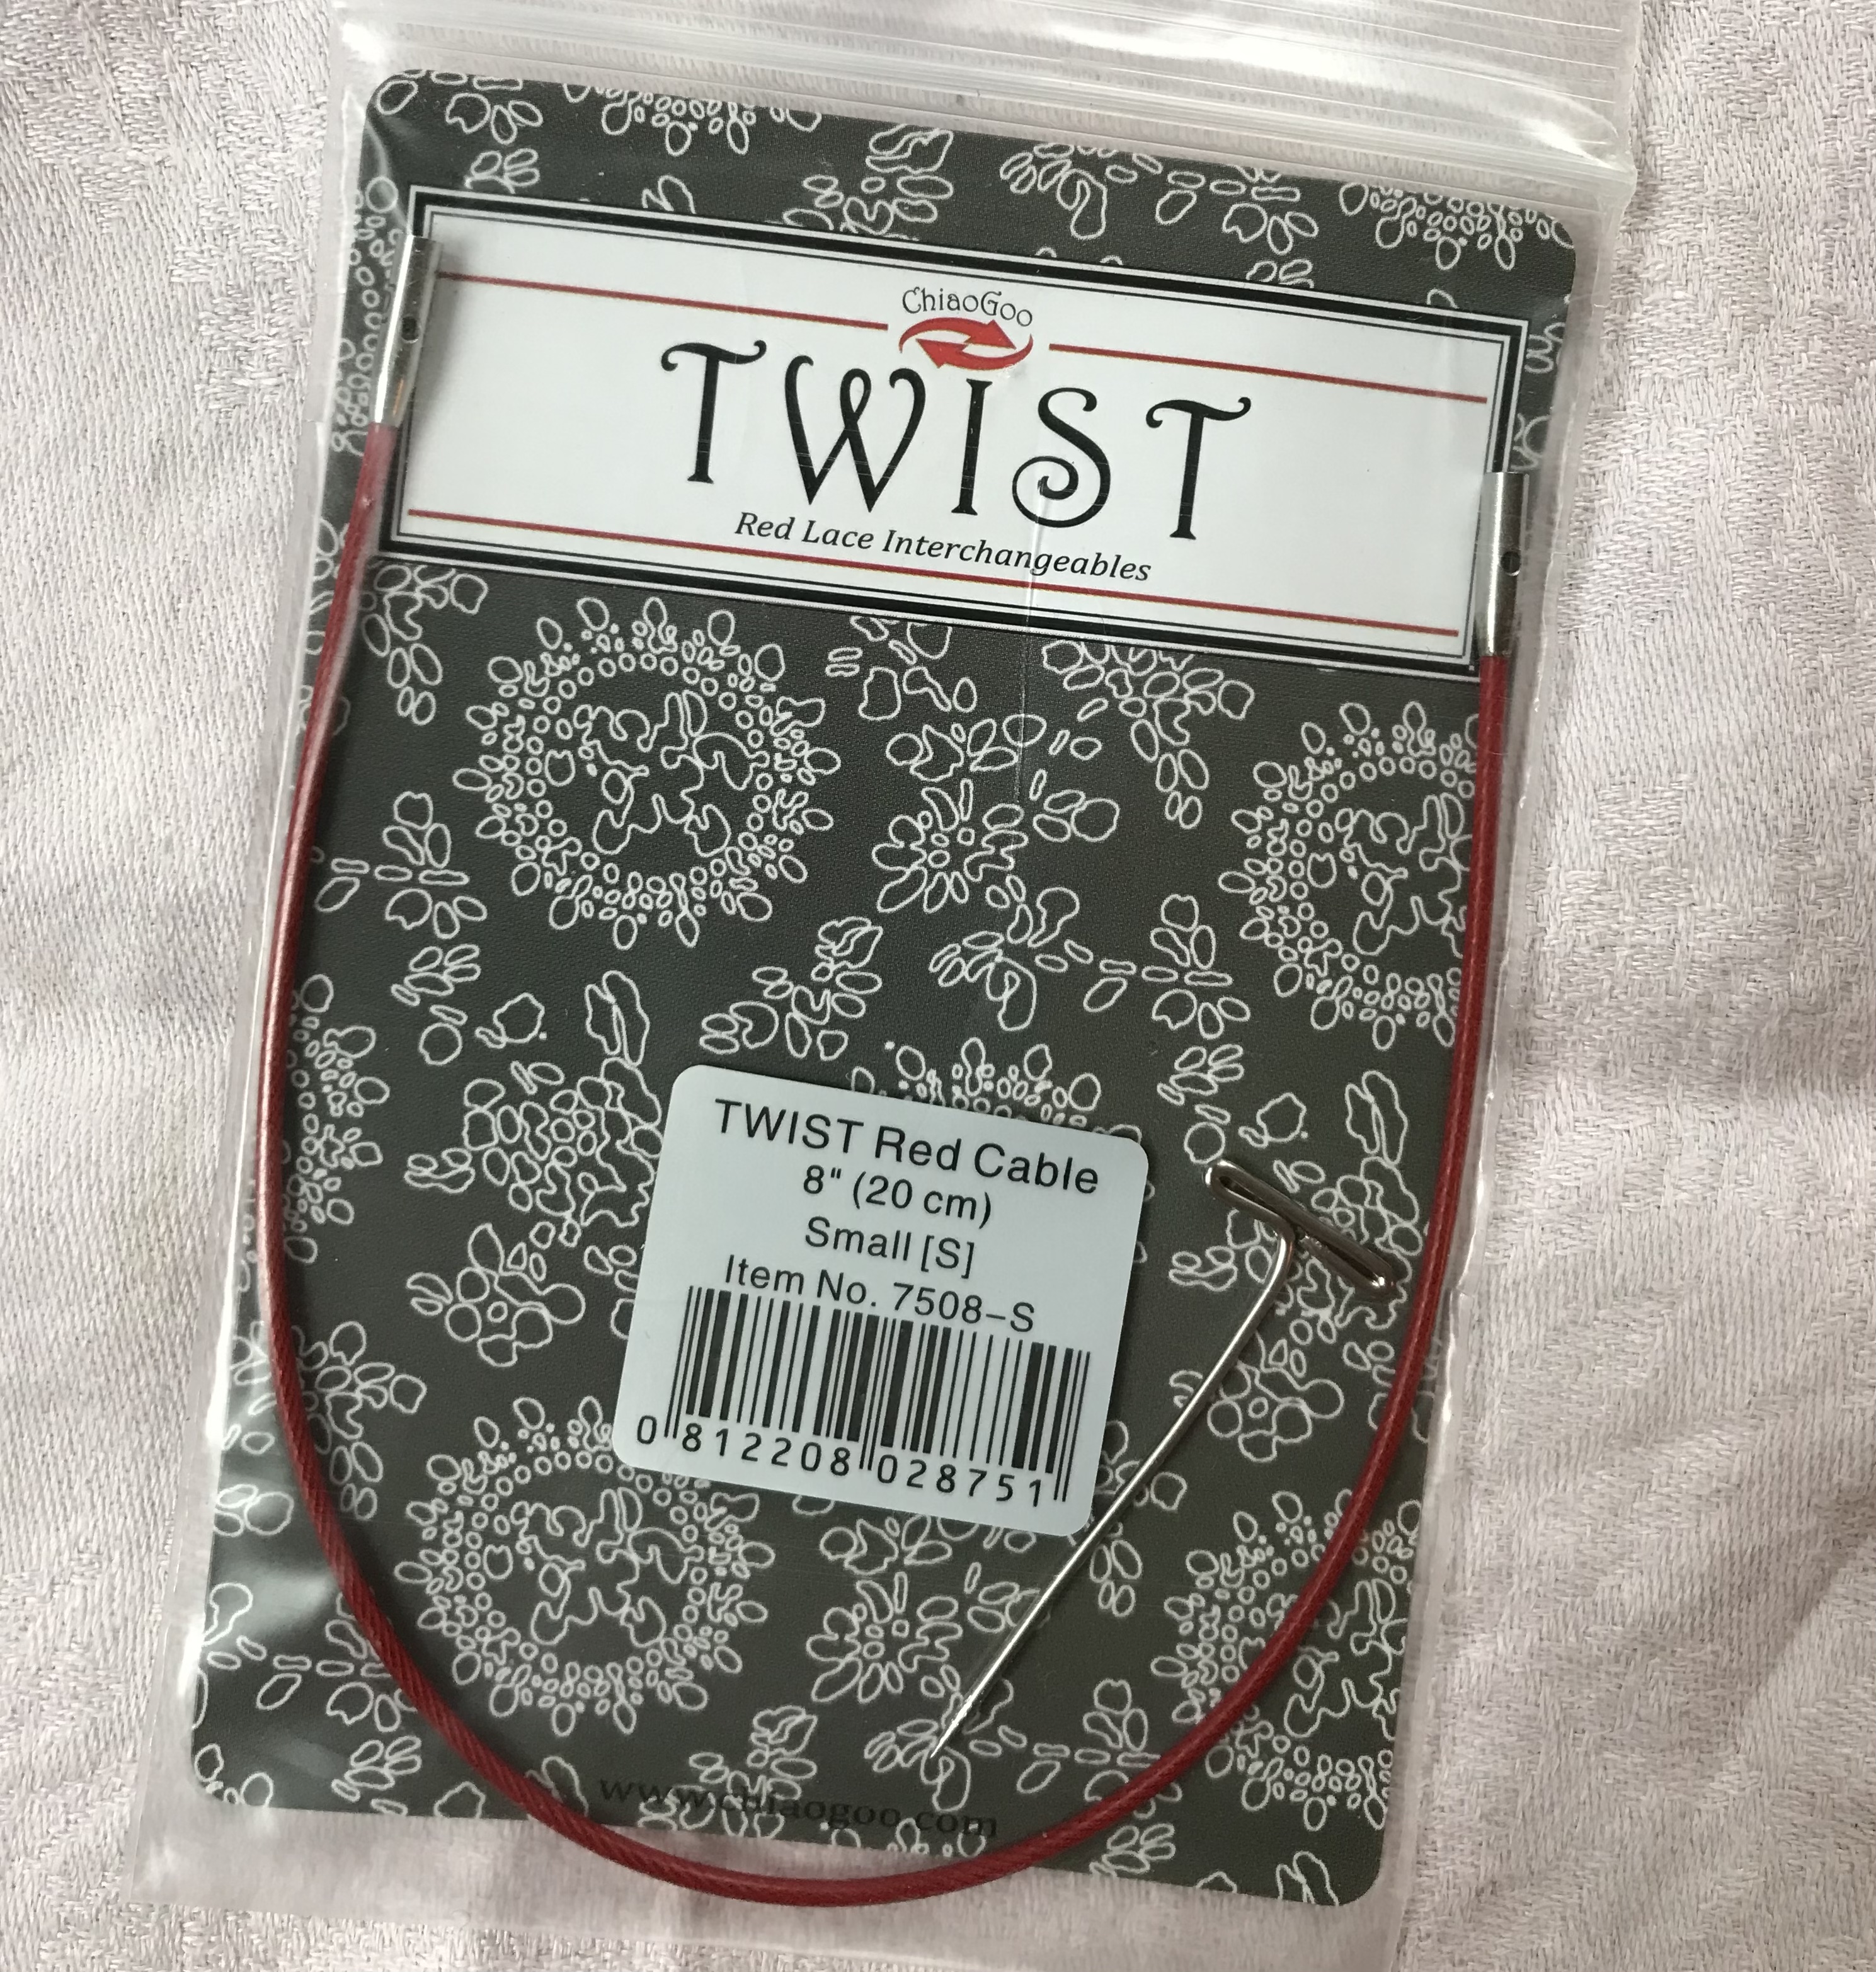 ChiaoGoo
TWIST
Red Lace Interchangeables
TWIST Red Cable
8" (20 cm)
Small [S]
Item No. 7508-S
0 812208 028751
www.chiaogoo.com